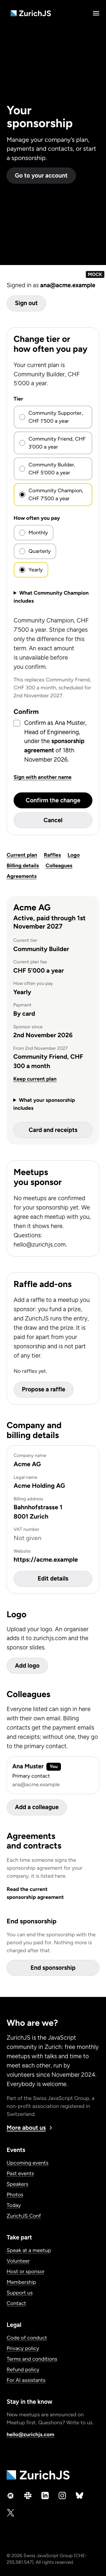 ZurichJS
Your
sponsorship
Manage your company's plan,
payments and contacts, or start
a sponsorship.
Go to your account
MOCK
Signed in as ana@acme.example
Sign out
Change tier or
how often you pay
Your current plan is
Community Builder, CHF
5'000 a year.
Tier
Community Supporter,
CHF 1'500 a year
Community Friend, CHF
3'000 a year
Community Builder,
CHF 5'000 a year
Community Champion,
CHF 7'500 a year
How often you pay
Monthly
Quarterly
Yearly
What Community Champion
includes
Community Champion, CHF
7'500 a year. Stripe charges
only the difference for this
term. An exact amount
is unavailable before
you confirm.
This replaces Community Friend,
CHF 300 a month, scheduled for
2nd November 2027.
Confirm
Confirm as Ana Muster,
Head of Engineering,
under the sponsorship
agreement of 18th
November 2026.
Sign with another name
Confirm the change
Cancel
Current plan Raffles Logo
Billing details Colleagues
Agreements
Acme AG
Active, paid through 1st
November 2027
Current tier
Community Builder
Current plan fee
CHF 5'000 a year
How often you pay
Yearly
Payment
By card
Sponsor since
2nd November 2026
From 2nd November 2027
Community Friend, CHF
300 a month
Keep current plan
What your sponsorship
includes
Card and receipts
Meetups
you sponsor
No meetups are confirmed
for your sponsorship yet. We
agree each meetup with you,
then it shows here.
Questions:
hello@zurichjs.com.
Raffle add-ons
Add a raffle to a meetup you
sponsor: you fund a prize,
and ZurichJS runs the entry,
the draw and the prize. It is
paid apart from your
sponsorship and is not part
of any tier.
No raffles yet.
Propose a raffle
Company and
billing details
Company name
Acme AG
Legal name
Acme Holding AG
Billing address
Bahnhofstrasse 1
8001 Zurich
VAT number
Not given
Website
https://acme.example
Edit details
Logo
Upload your logo. An organiser
adds it to zurichjs.com and the
sponsor slides.
Add logo
Colleagues
Everyone listed can sign in here
with their own email. Billing
contacts get the payment emails
and receipts; without one, they go
to the primary contact.
Ana Muster You
Primary contact
ana@acme.example
Add a colleague
Agreements
and contracts
Each time someone signs the
sponsorship agreement for your
company, it is listed here.
Read the current
sponsorship agreement
End sponsorship
You can end the sponsorship with the
period you paid for. Nothing more is
charged after that.
End sponsorship
Who are we?
ZurichJS is the JavaScript
community in Zurich: free monthly
meetups with talks and time to
meet each other, run by
volunteers since November 2024.
Everybody is welcome.
Part of the Swiss JavaScript Group, a
non-profit association registered in
Switzerland.
More about us
Events
Upcoming events
Past events
Speakers
Photos
Today
ZurichJS Conf
Take part
Speak at a meetup
Volunteer
Host or sponsor
Membership
Support us
Contact
Legal
Code of conduct
Privacy policy
Terms and conditions
Refund policy
For AI assistants
Stay in the know
New meetups are announced on
Meetup first. Questions? Write to us.
hello@zurichjs.com
ZurichJS
© 2026 Swiss JavaScript Group (CHE-
255.581.547). All rights reserved.